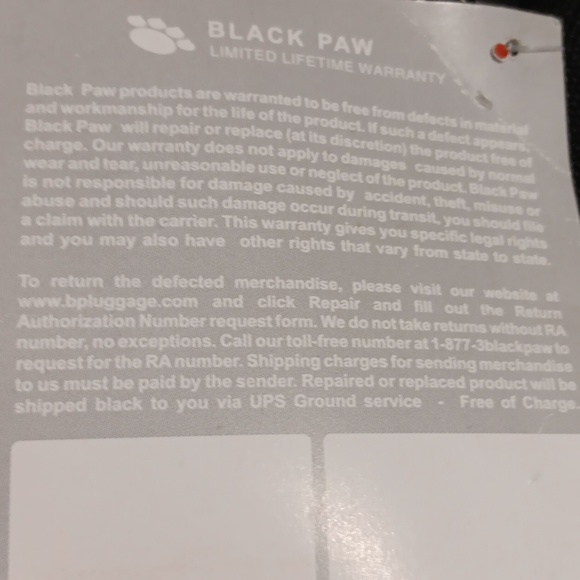 BLACK PAW
LIMITED LIFETIME WARRANTY
Black Paw products are warranted to be free from defects in material
and workmanship for the life of the product. If such a defect appears,
Black Paw will repair or replace (at its discretion) the product free of
charge. Our warranty does not apply to damages caused by normal
wear and tear, unreasonable use or neglect of the product. Black Paw
is not responsible for damage caused by accident, theft, misuse or
abuse and should such damage occur during transit, you should file
a claim with the carrier. This warranty gives you specific legal rights
and you may also have other rights that vary from state to state.
To return the defected merchandise, please visit our website at
www.bpluggage.com and click Repair and fill out the Return
Authorization Number request form. We do not take returns without RA
number, no exceptions. Call our toll-free number at 1-877-3blackpaw to
request for the RA number. Shipping charges for sending merchandise
to us must be paid by the sender. Repaired or replaced product will be
shipped black to you via UPS Ground service - Free of Charge.